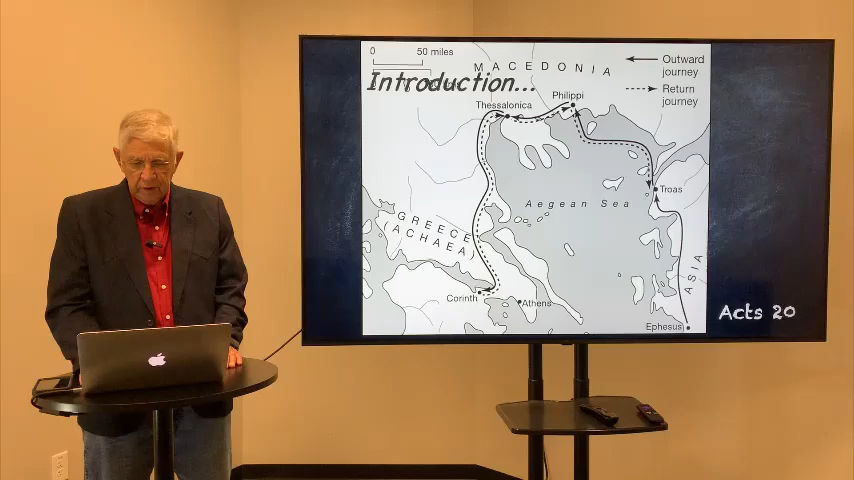 0 50 miles
MACEDONIA
Outward
journey
Introduction...
Return
journey
Philippi
Thessalonica
Troas
Aegean Sea
GREECE
(ACHAEA)
ASIA
Corinth
Athens
Ephesus
Acts 20